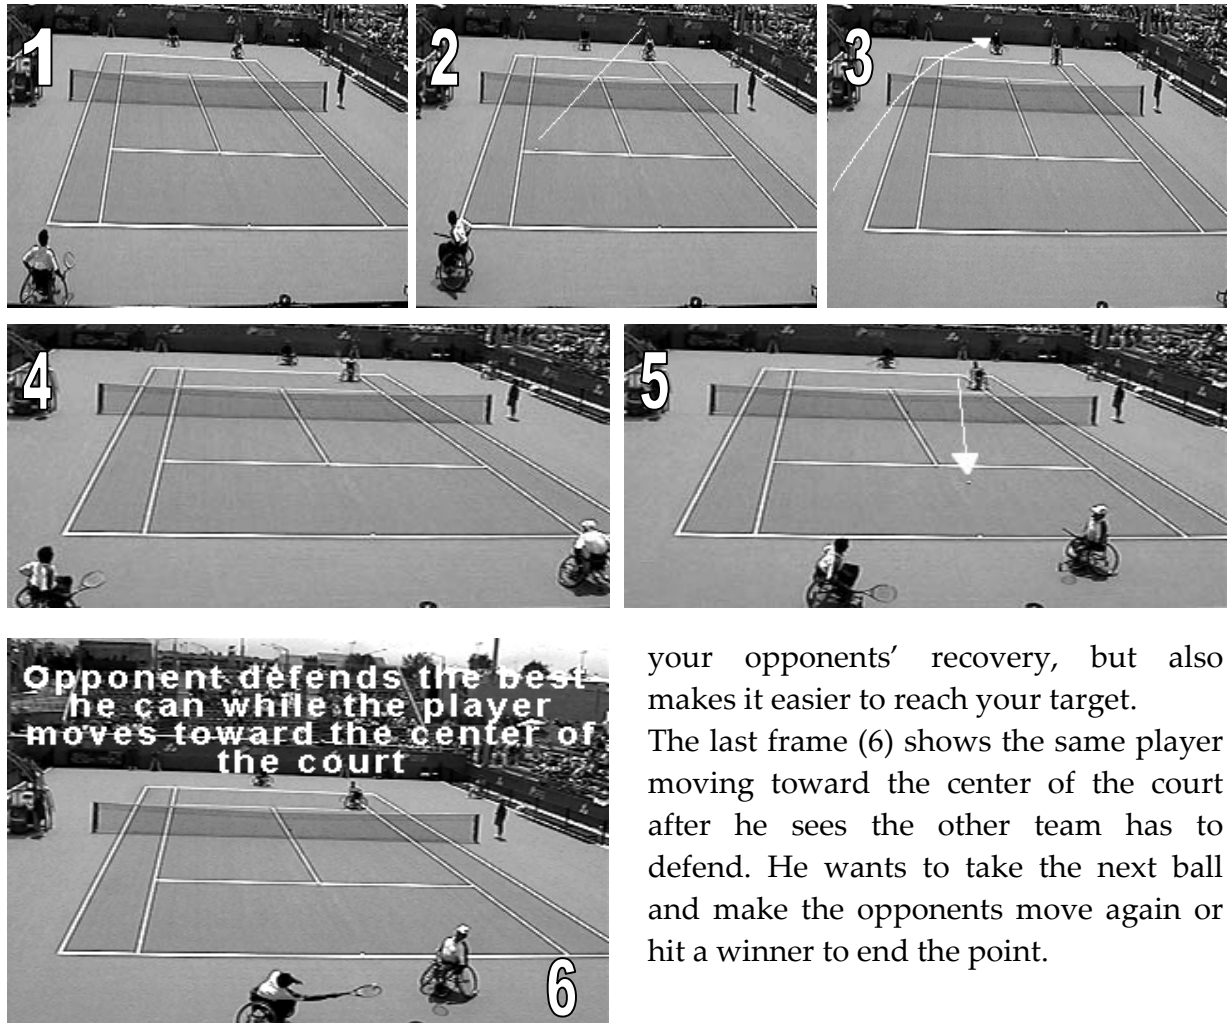 1
2
3
4
5
Opponent defends the best
he can while the player
moves toward the center of
the court
6
your opponents’ recovery, but also
makes it easier to reach your target.
The last frame (6) shows the same player
moving toward the center of the court
after he sees the other team has to
defend. He wants to take the next ball
and make the opponents move again or
hit a winner to end the point.